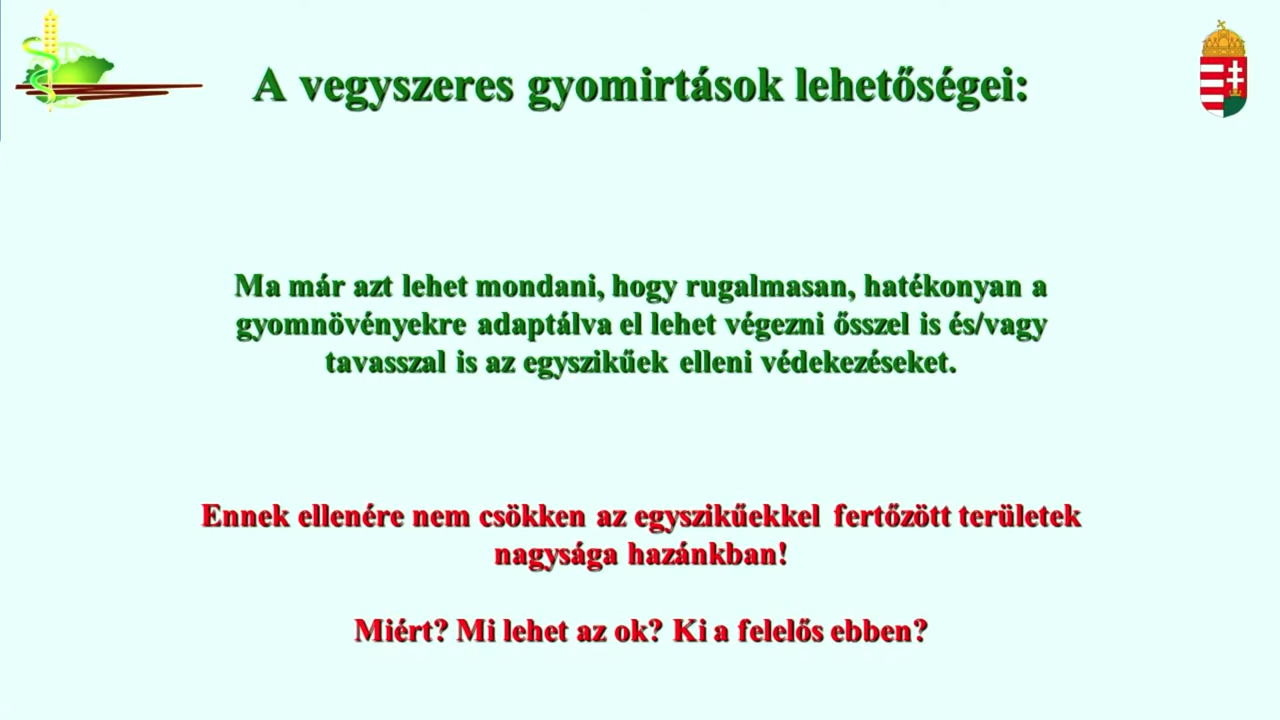 A vegyszeres gyomirtások lehetőségei:
Ma már azt lehet mondani, hogy rugalmasan, hatékonyan a
gyomnövényekre adaptálva el lehet végezni ősszel is és/vagy
tavasszal is az egyszikűek elleni védekezéseket.
Ennek ellenére nem csökken az egyszikűekkel fertőzött területek
nagysága hazánkban!
Miért? Mi lehet az ok? Ki a felelős ebben?